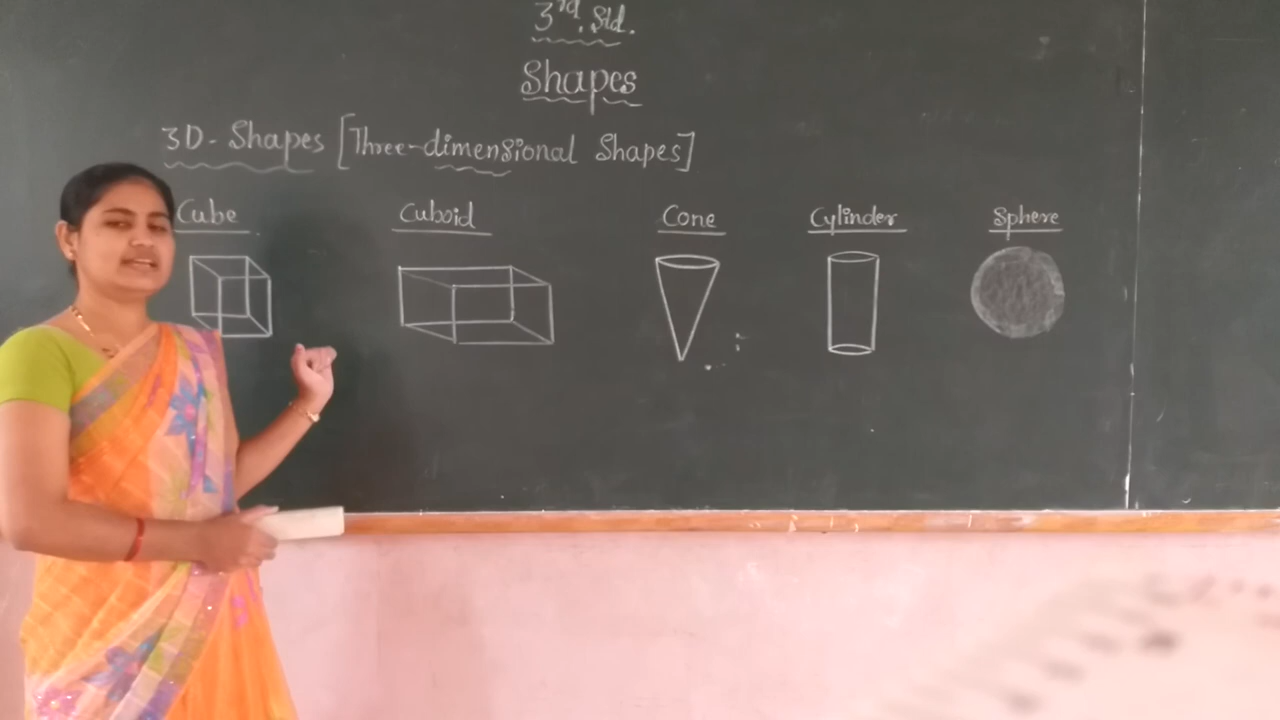 3rd. Std.
Shapes
3D- Shapes [Three-dimensional Shapes]
Cube Cuboid Cone Cylinder Sphere